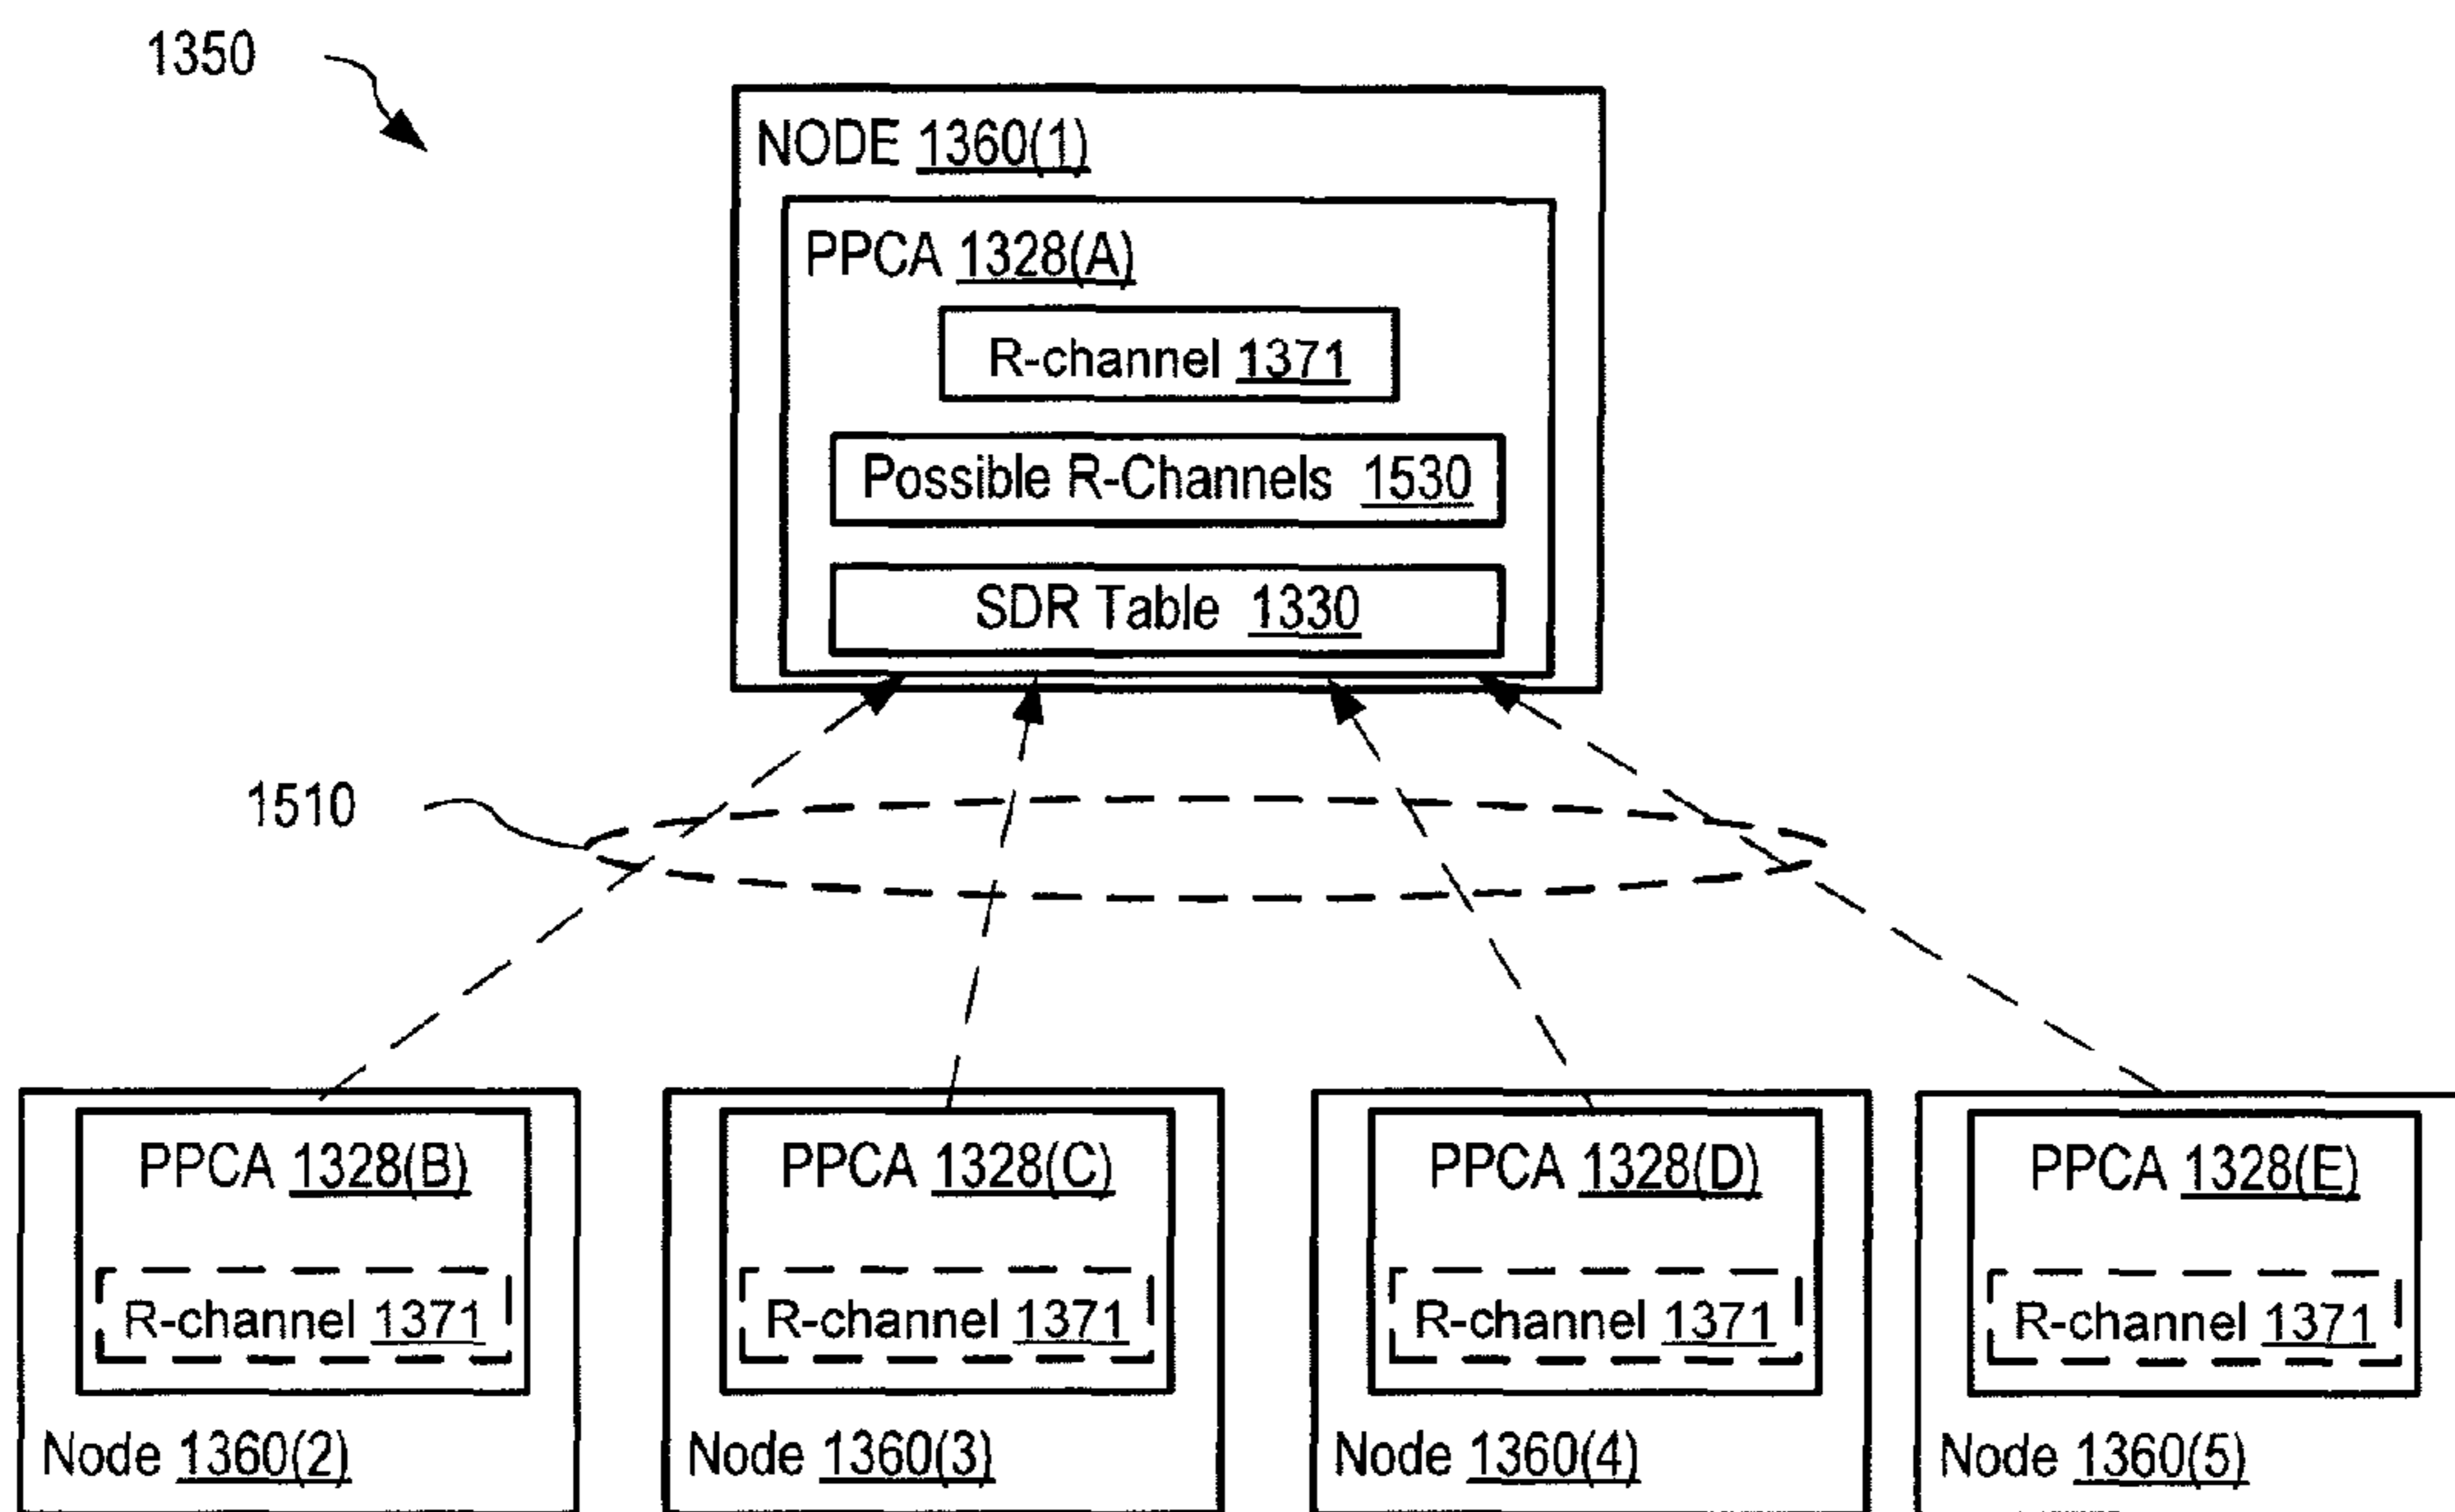 1350
NODE 1360(1)
PPCA 1328(A)
R-channel 1371
Possible R-Channels 1530
SDR Table 1330
1510
PPCA 1328(B)
R-channel 1371
Node 1360(2)
PPCA 1328(C)
R-channel 1371
Node 1360(3)
PPCA 1328(D)
R-channel 1371
Node 1360(4)
PPCA 1328(E)
R-channel 1371
Node 1360(5)